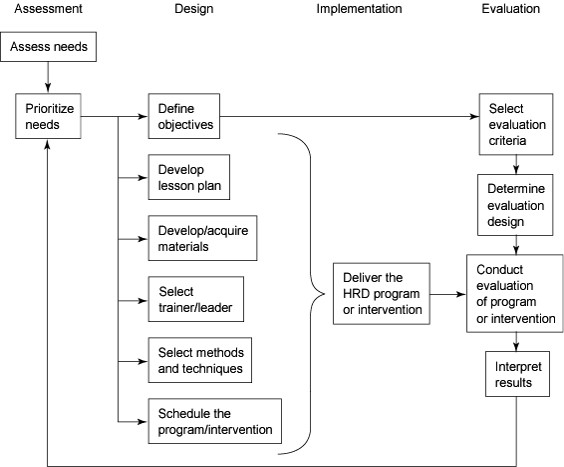 Assessment
Design
Implementation
Evaluation
Assess needs
Prioritize
needs
Define
objectives
Develop
lesson plan
Develop/acquire
materials
Select
trainer/leader
Select methods
and techniques
Schedule the
program/intervention
Deliver the
HRD program
or intervention
Select
evaluation
criteria
Determine
evaluation
design
Conduct
evaluation
of program
or intervention
Interpret
results